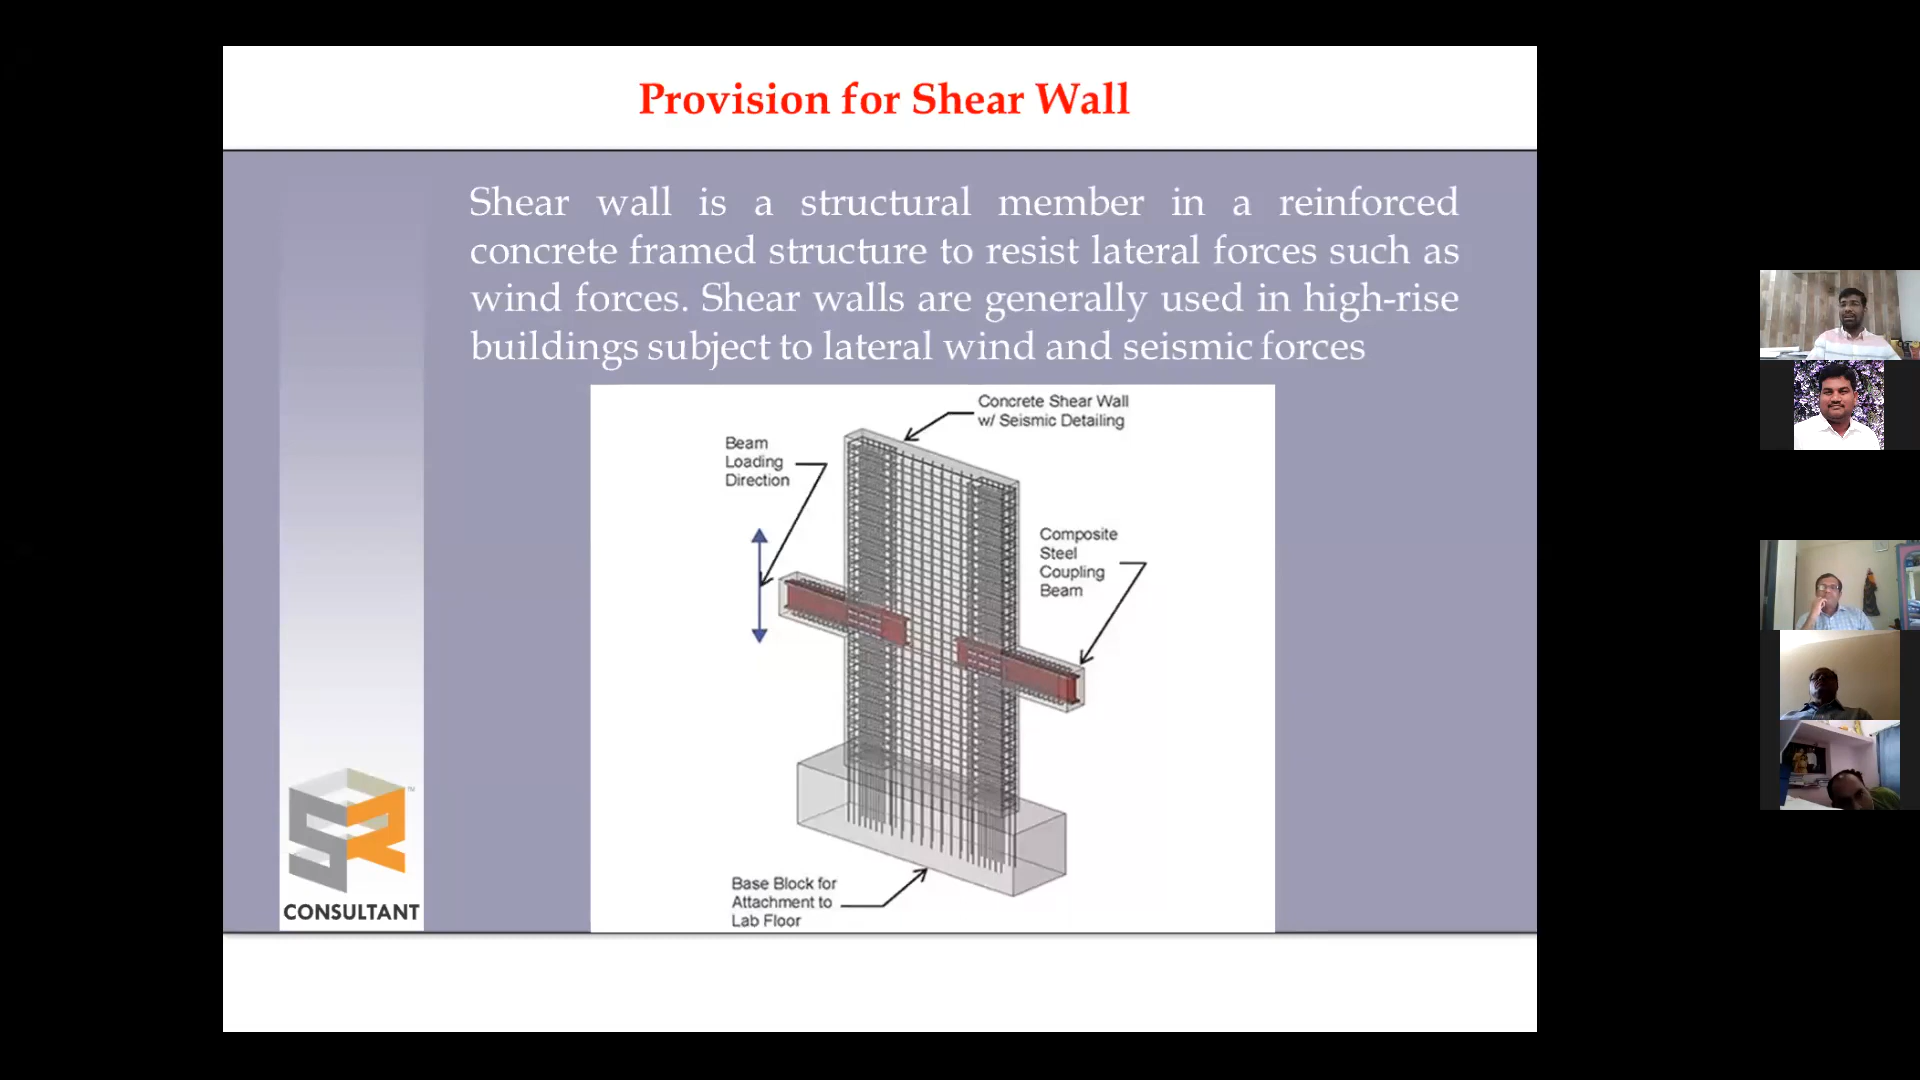 Provision for Shear Wall
Shear wall is a structural member in a reinforced
concrete framed structure to resist lateral forces such as
wind forces. Shear walls are generally used in high-rise
buildings subject to lateral wind and seismic forces
Concrete Shear Wall
w/ Seismic Detailing
Beam
Loading
Direction
Composite
Steel
Coupling
Beam
Base Block for
Attachment to
Lab Floor
SR
TM
CONSULTANT